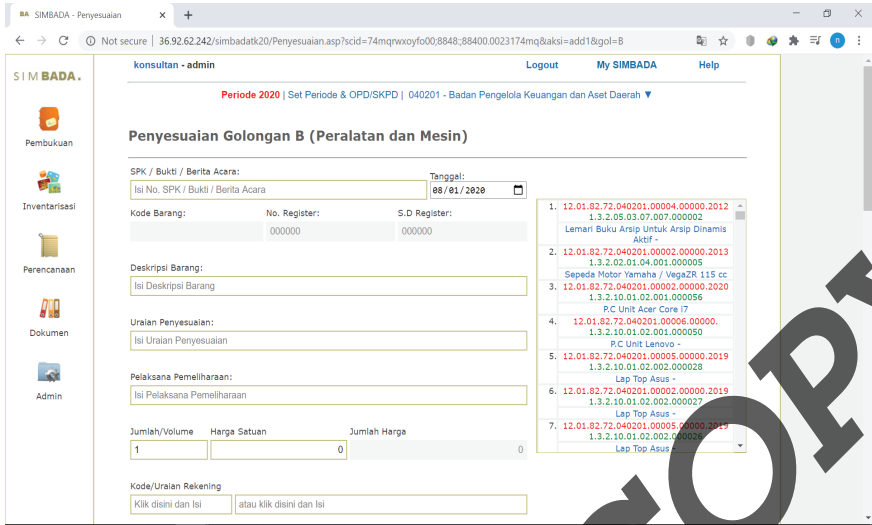 BA SIMBADA - Penyesuaian
Not secure | 36.92.62.242/simbadatk20/Penyesuaian.asp?scid=74mqrwxoyfo00;8848;;88400.0023174mq&aksi=add1&gol=B
n
SIMBADA.
konsultan - admin
Logout
My SIMBADA
Help
Periode 2020 | Set Periode & OPD/SKPD | 040201 - Badan Pengelola Keuangan dan Aset Daerah ▼
Pembukuan
Inventarisasi
Perencanaan
Dokumen
Admin
Penyesuaian Golongan B (Peralatan dan Mesin)
SPK / Bukti / Berita Acara:
Tanggal:
Isi No. SPK / Bukti / Berita Acara
08/01/2020
Kode Barang:
No. Register:
S.D Register:
000000
000000
Deskripsi Barang:
Isi Deskripsi Barang
Uraian Penyesuaian:
Isi Uraian Penyesuaian
Pelaksana Pemeliharaan:
Isi Pelaksana Pemeliharaan
Jumlah/Volume
Harga Satuan
Jumlah Harga
1
0
0
Kode/Uraian Rekening
Klik disini dan Isi
atau klik disini dan Isi
1. 12.01.82.72.040201.00004.00000.2012
1.3.2.05.03.07.007.000002
Lemari Buku Arsip Untuk Arsip Dinamis
Aktif -
2. 12.01.82.72.040201.00002.00000.2013
1.3.2.02.01.04.001.000005
Sepeda Motor Yamaha / VegaZR 115 cc
3. 12.01.82.72.040201.00002.00000.2020
1.3.2.10.01.02.001.000056
P.C Unit Acer Core i7
4. 12.01.82.72.040201.00006.00000.
1.3.2.10.01.02.001.000050
P.C Unit Lenovo -
5. 12.01.82.72.040201.00005.00000.2019
1.3.2.10.01.02.002.000028
Lap Top Asus -
6. 12.01.82.72.040201.00002.00000.2019
1.3.2.10.01.02.002.000027
Lap Top Asus -
7. 12.01.82.72.040201.00005.00000.2019
1.3.2.10.01.02.002.000026
Lap Top Asus -
COPY